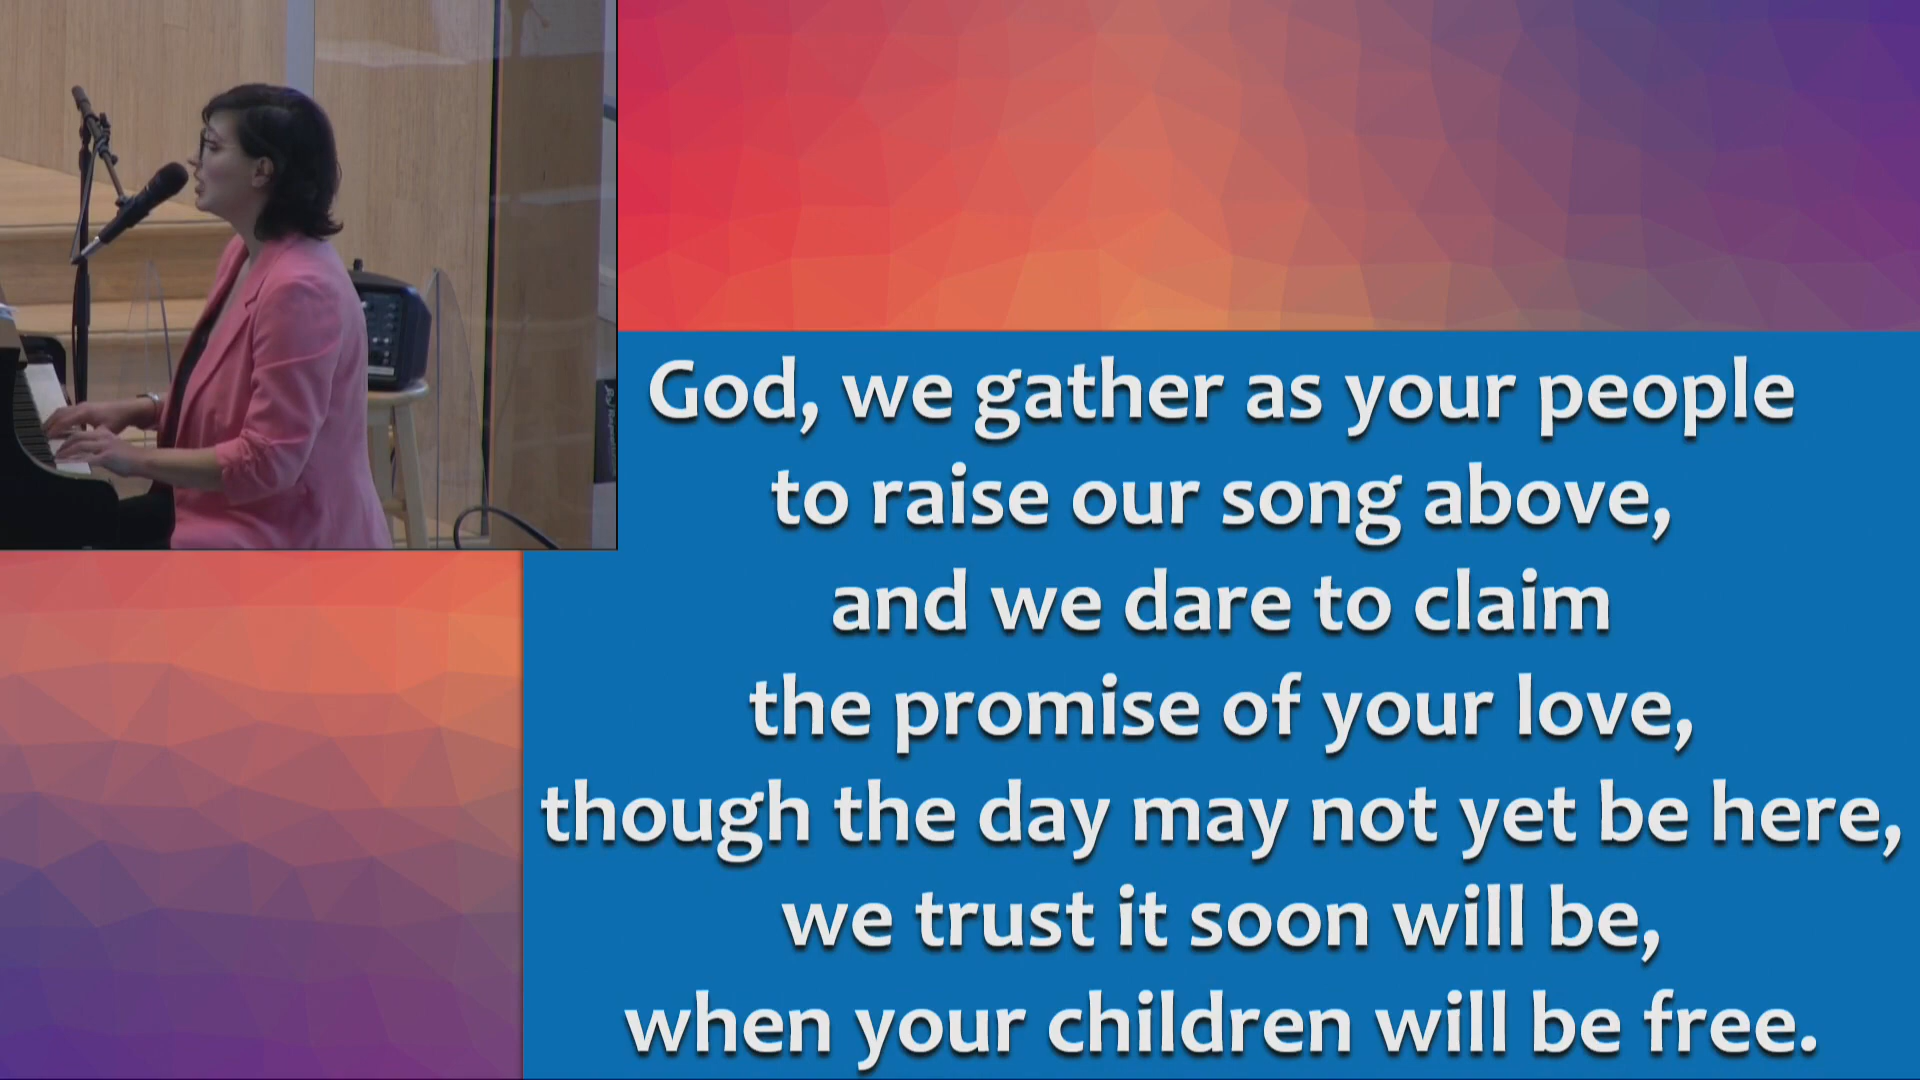 God, we gather as your people
to raise our song above,
and we dare to claim
the promise of your love,
though the day may not yet be here,
we trust it soon will be,
when your children will be free.